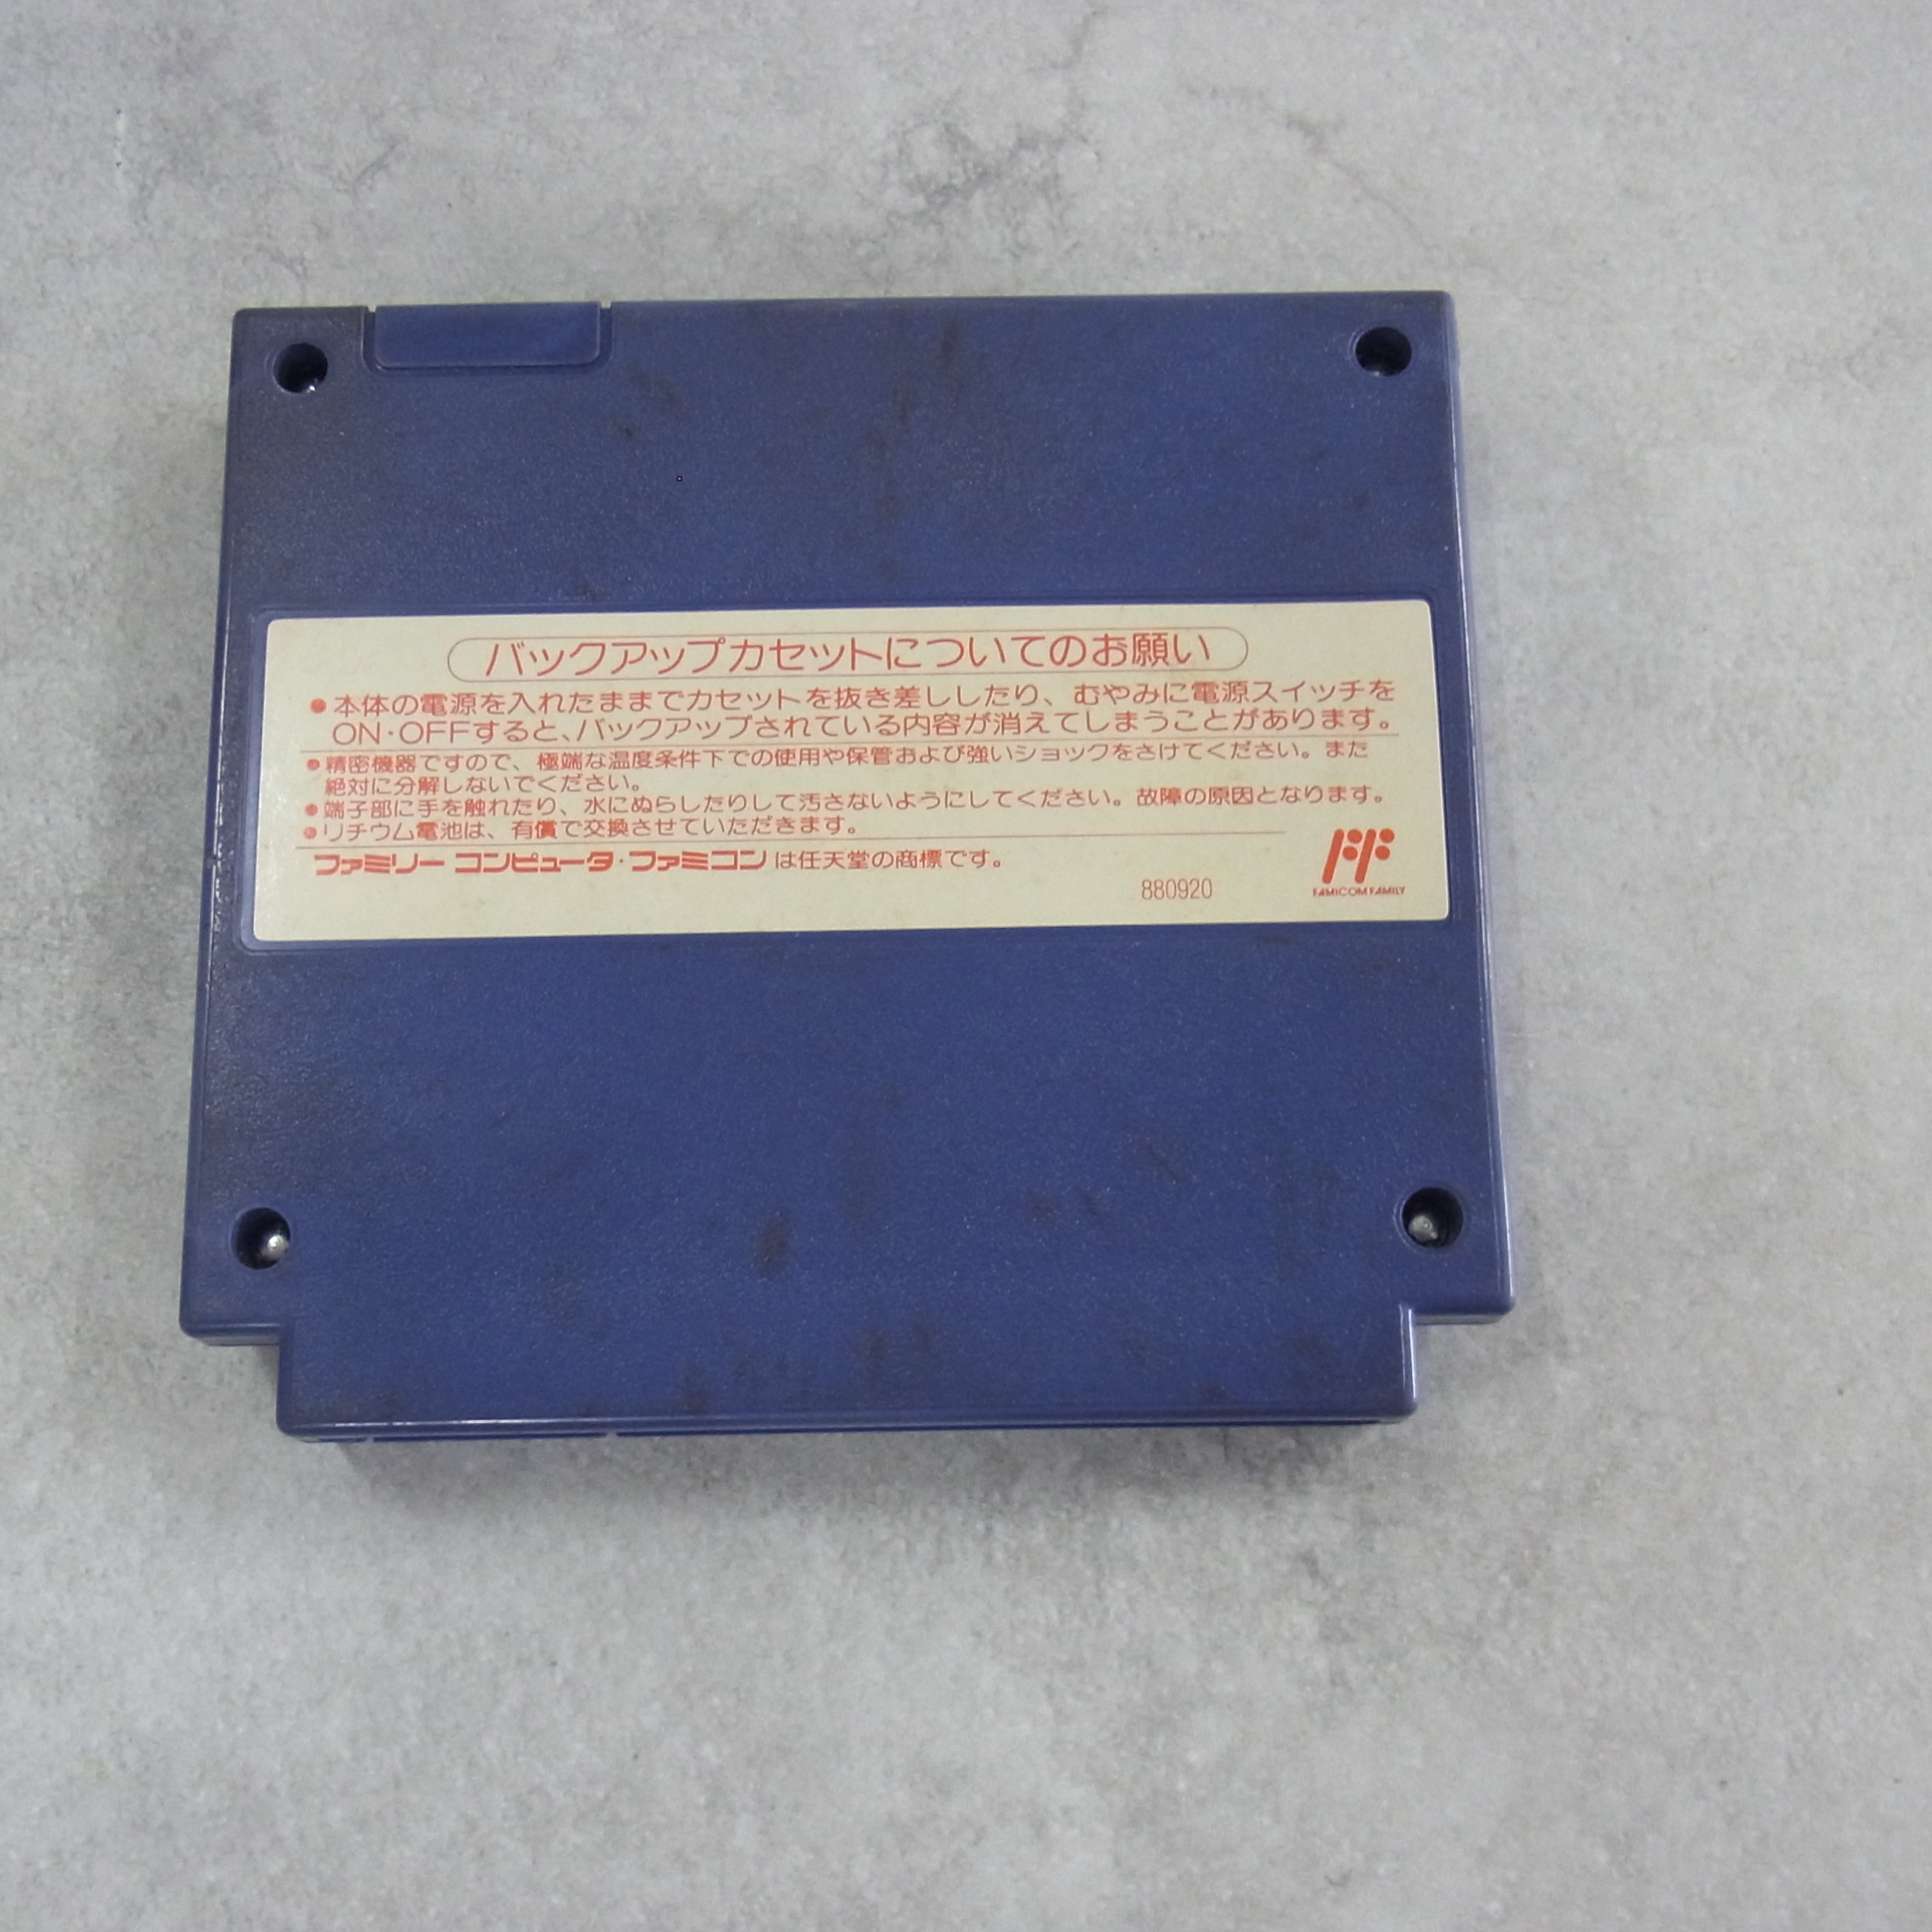 バックアップカセットについてのお願い
●本体の電源を入れたままでカセットを抜き差ししたり、むやみに電源スイッチを
ON・OFFすると、バックアップされている内容が消えてしまうことがあります。
●精密機器ですので、極端な温度条件下での使用や保管および強いショックをさけてください。また
絶対に分解しないでください。
●端子部に手を触れたり、水にぬらしたりして汚さないようにしてください。故障の原因となります。
●リチウム電池は、有償で交換させていただきます。
ファミリー コンピュータ・ファミコン は任天堂の商標です。
880920
FF
FAMICOM FAMILY